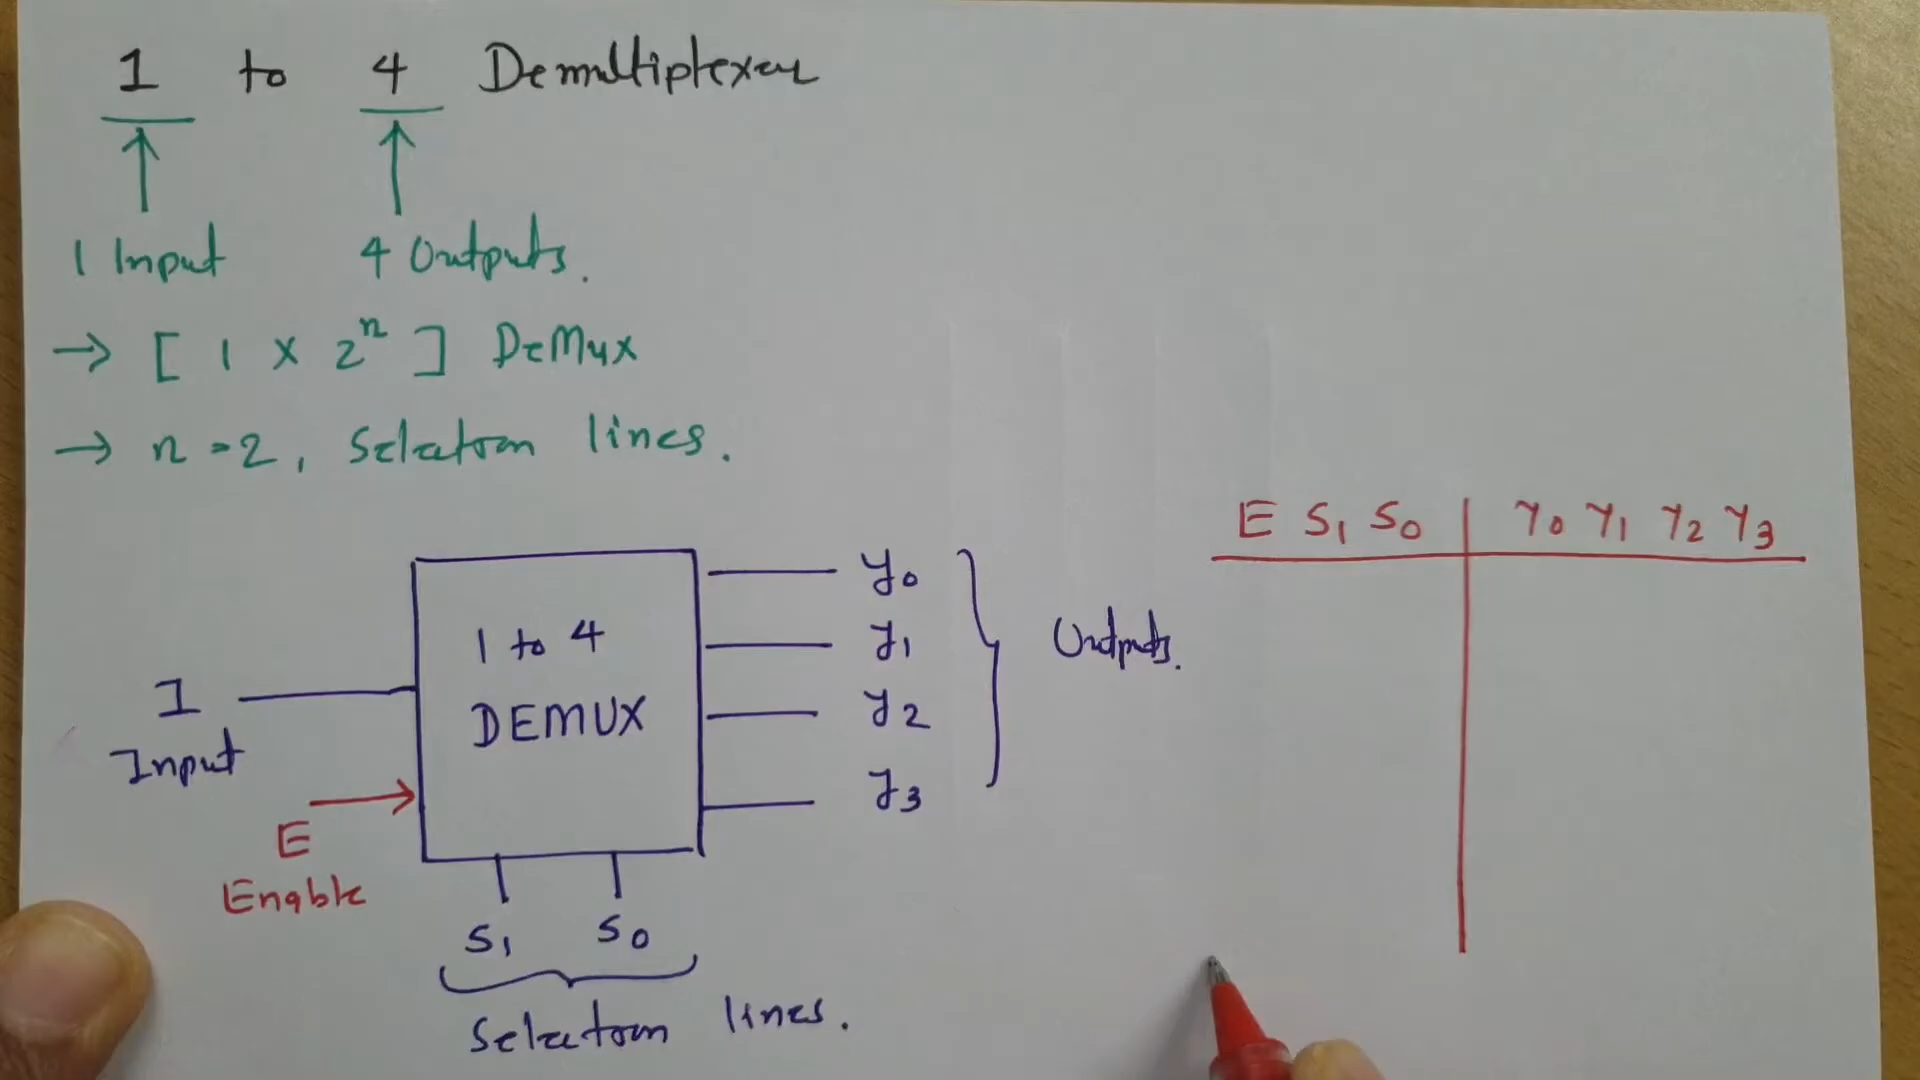 1 to 4 Demultiplexer
1 Input 4 Outputs.
→ [ 1 x 2ⁿ ] DeMux
→ n = 2, Selection lines.
E S₁ S₀ | Y₀ Y₁ Y₂ Y₃
1 to 4
DEMUX
I
Input
E
Enable
y₀
y₁
y₂
y₃
Outputs.
S₁ S₀
Selection lines.